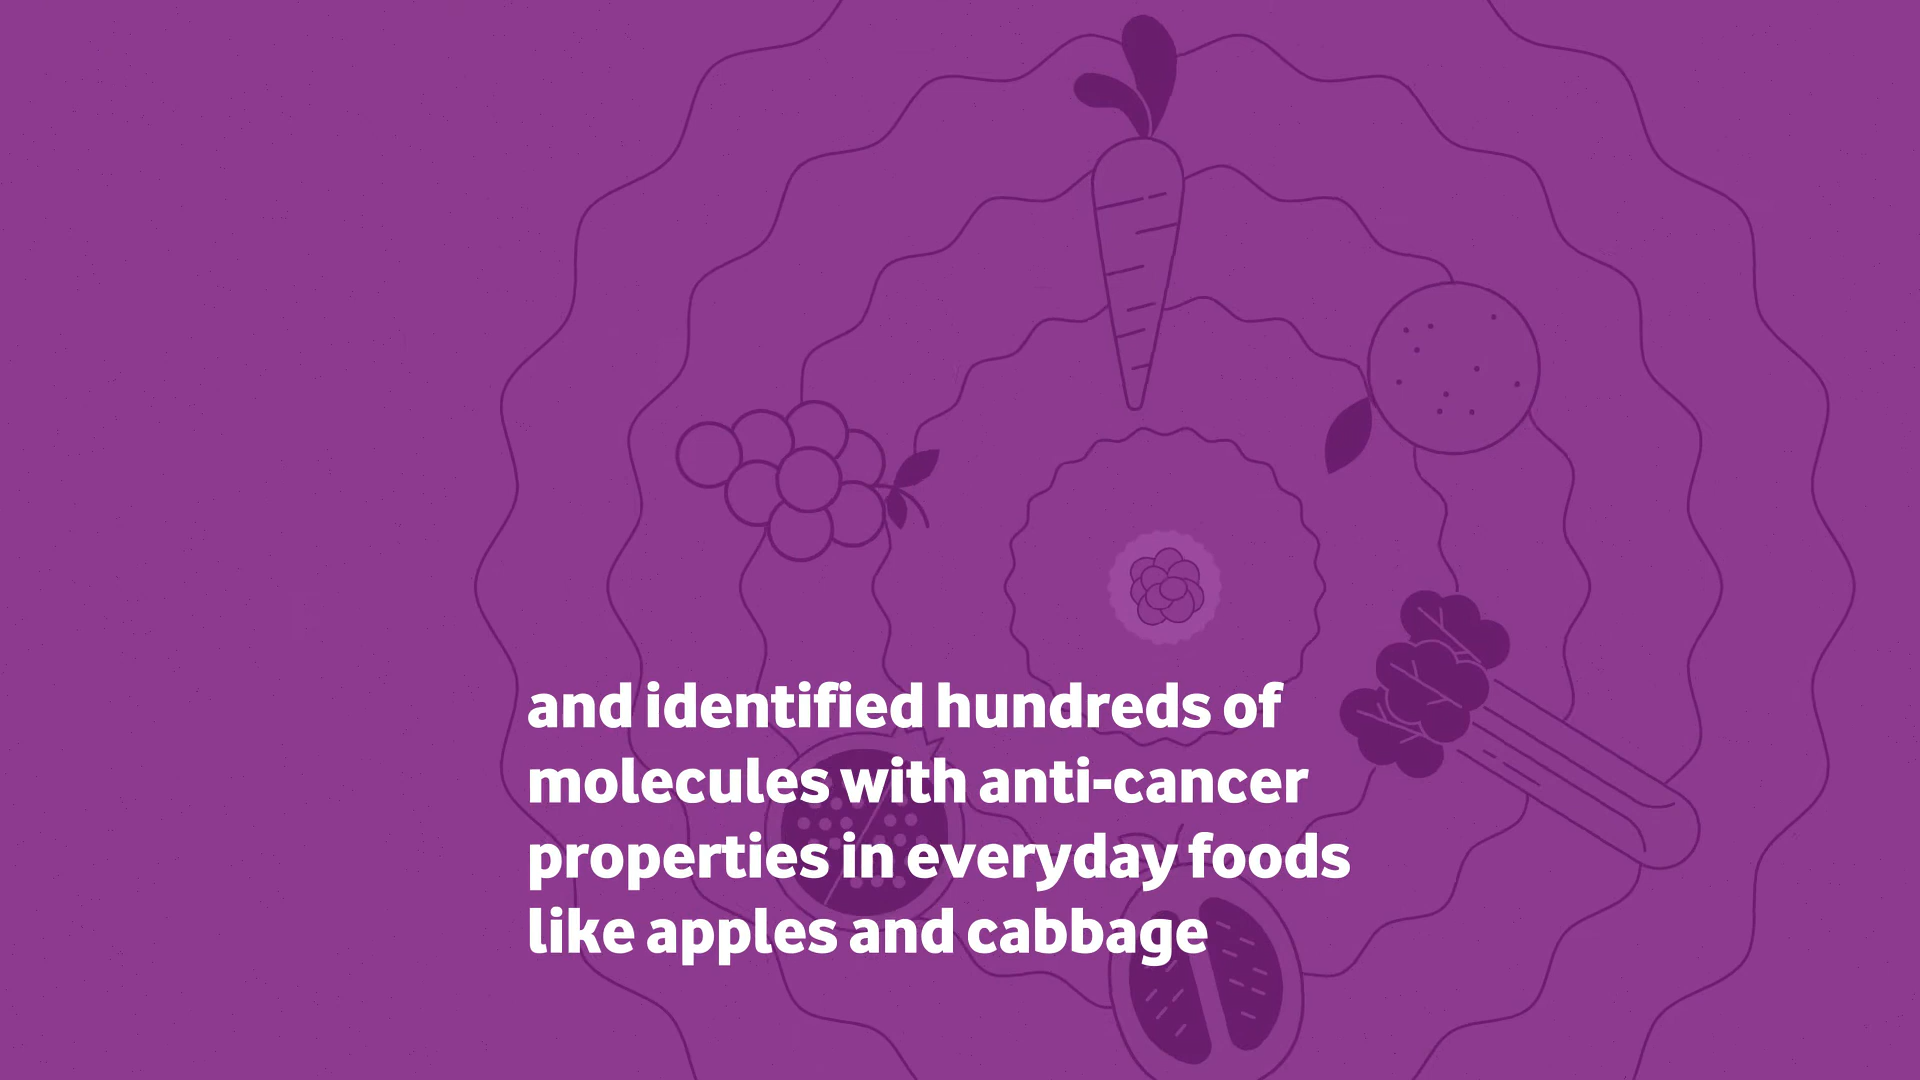 and identified hundreds of
molecules with anti-cancer
properties in everyday foods
like apples and cabbage